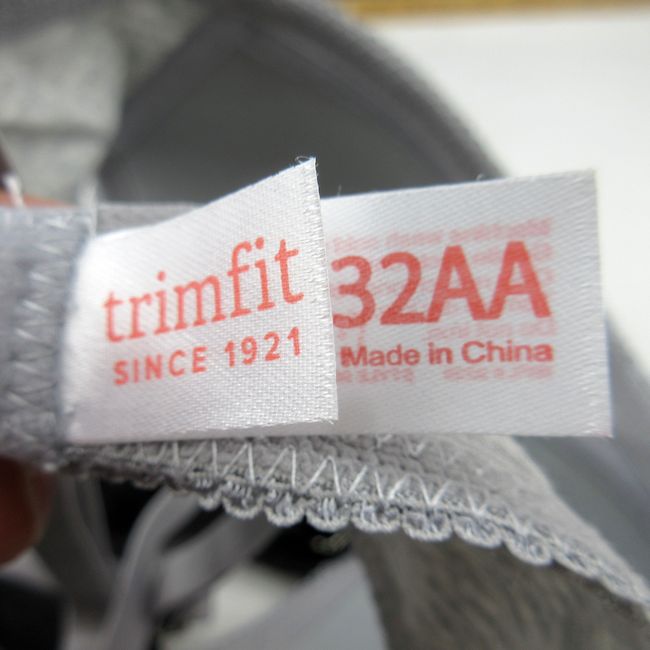 trimfit
SINCE 1921
32AA
Made in China